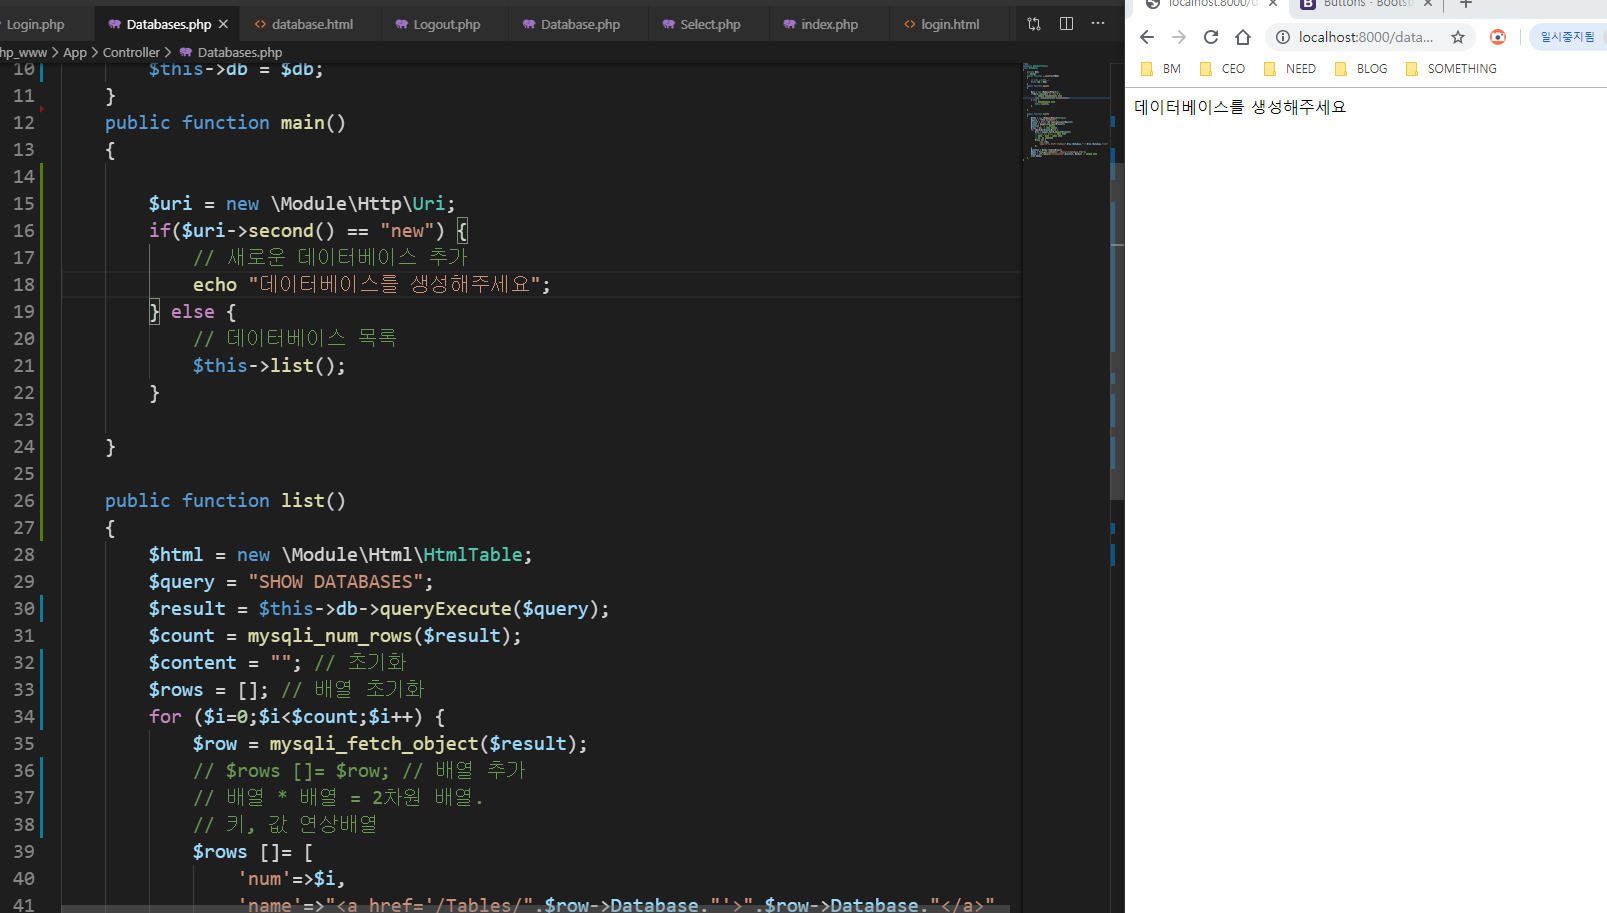 Login.php Databases.php database.html Logout.php Database.php Select.php index.php login.html
hp_www > App > Controller > Databases.php
10 $this->db = $db;
11 }
12 public function main()
13 {
14
15 $uri = new \Module\Http\Uri;
16 if($uri->second() == "new") {
17 // 새로운 데이터베이스 추가
18 echo "데이터베이스를 생성해주세요";
19 } else {
20 // 데이터베이스 목록
21 $this->list();
22 }
23
24 }
25
26 public function list()
27 {
28 $html = new \Module\Html\HtmlTable;
29 $query = "SHOW DATABASES";
30 $result = $this->db->queryExecute($query);
31 $count = mysqli_num_rows($result);
32 $content = ""; // 초기화
33 $rows = []; // 배열 초기화
34 for ($i=0;$i<$count;$i++) {
35 $row = mysqli_fetch_object($result);
36 // $rows []= $row; // 배열 추가
37 // 배열 * 배열 = 2차원 배열.
38 // 키, 값 연상배열
39 $rows []= [
40 'num'=>$i,
41 'name'=>"<a href='/Tables/".$row->Database."'>".$row->Database."</a>"
localhost:8000/d Buttons · Bootst
localhost:8000/data... 일시중지됨
BM CEO NEED BLOG SOMETHING
데이터베이스를 생성해주세요